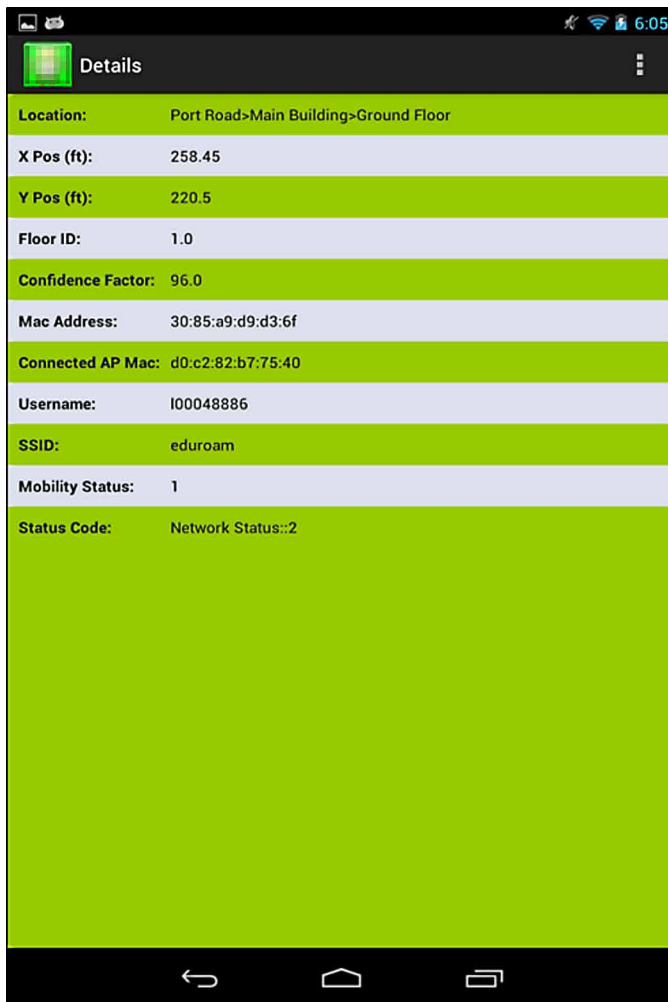 6:05
Details
Location: Port Road>Main Building>Ground Floor
X Pos (ft): 258.45
Y Pos (ft): 220.5
Floor ID: 1.0
Confidence Factor: 96.0
Mac Address: 30:85:a9:d9:d3:6f
Connected AP Mac: d0:c2:82:b7:75:40
Username: l00048886
SSID: eduroam
Mobility Status: 1
Status Code: Network Status::2